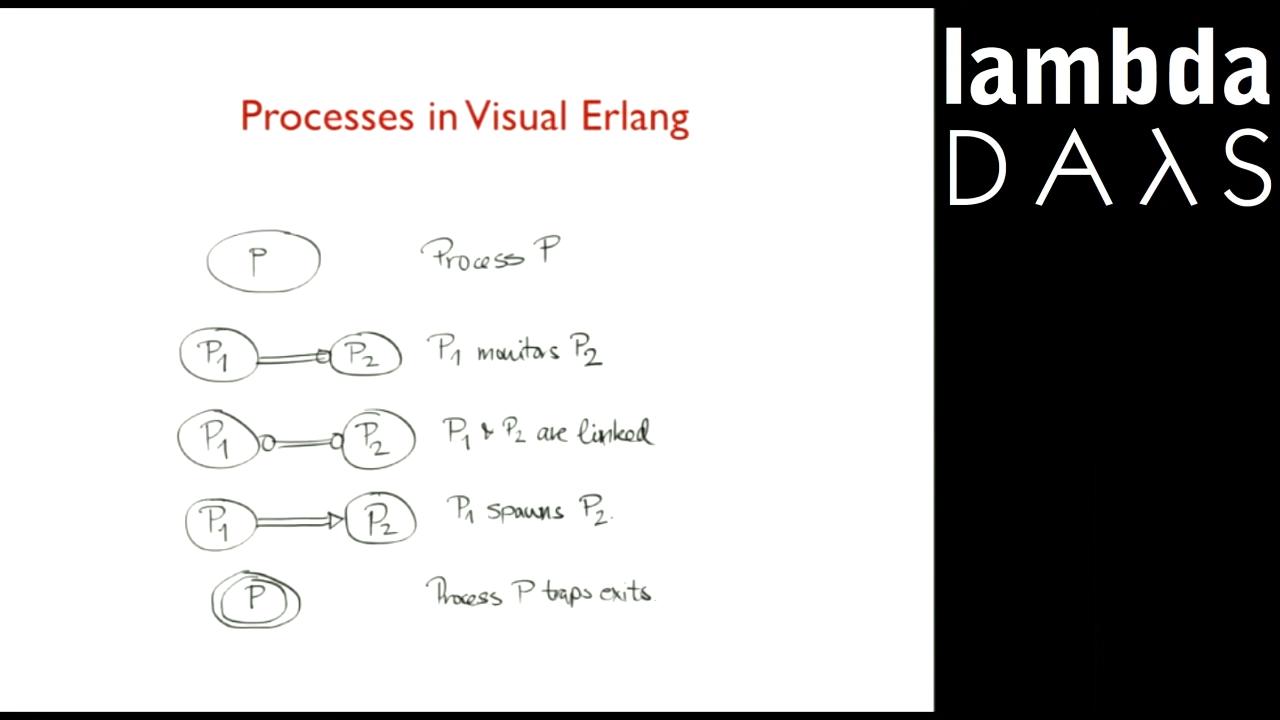 Processes in Visual Erlang
lambda
DAλS
P
Process P
P1 P2 P1 monitors P2
P1 P2 P1 & P2 are linked
P1 P2 P1 spawns P2.
P
Process P traps exits.